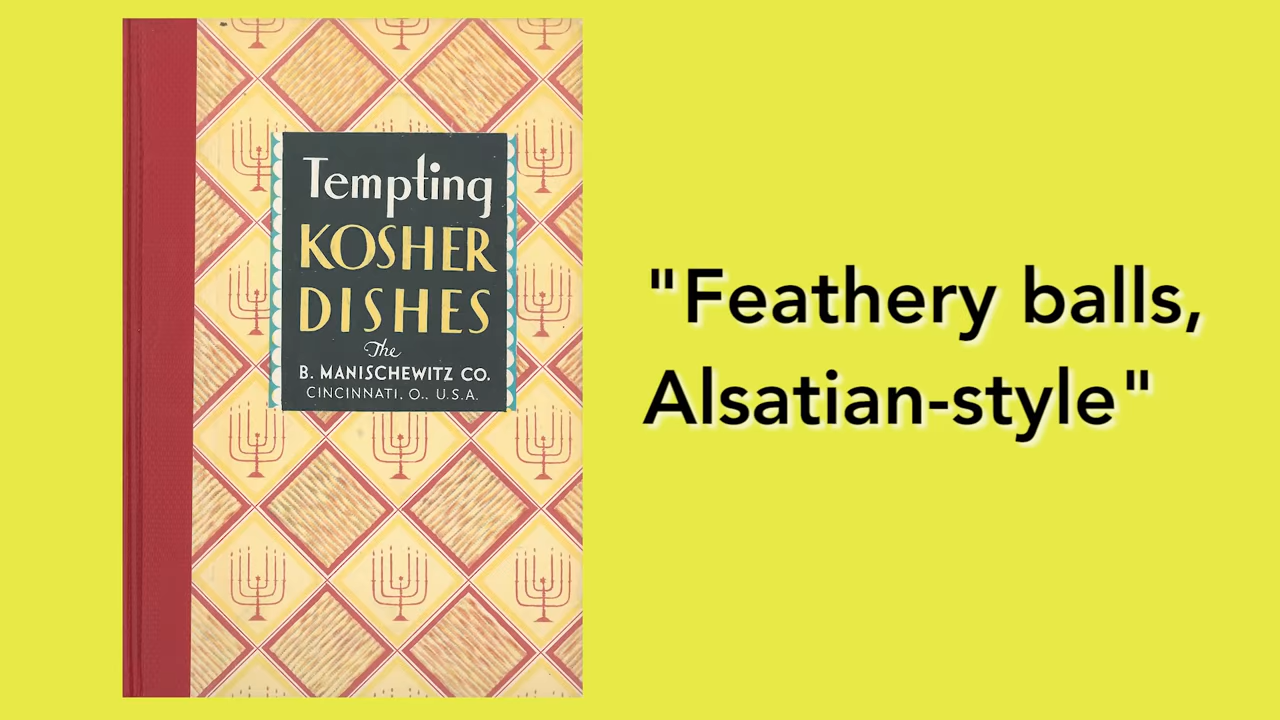 Tempting
KOSHER
DISHES
The
B. MANISCHEWITZ CO.
CINCINNATI, O., U.S.A.
"Feathery balls,
Alsatian-style"